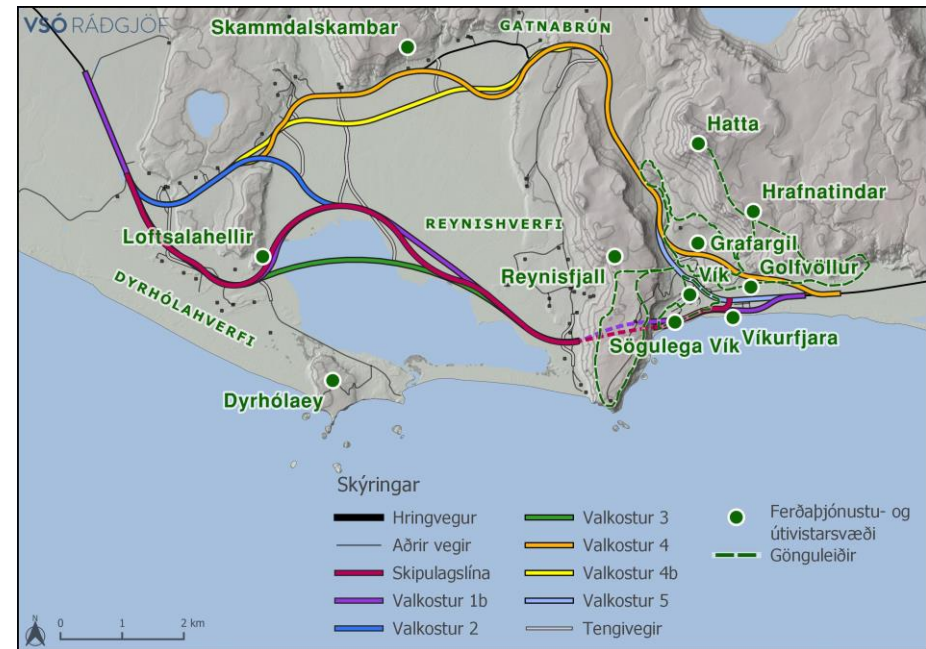 VSÓ RÁÐGJÖF
Skammdalskambar
GATNABRÚN
Hatta
Hrafnatindar
REYNISHVERFI
Loftsalahellir
Grafargil
Reynisfjall
Vík
Golfvöllur
DYRHÓLAHVERFI
Sögulega Vík
Víkurfjara
Dyrhólaey
Skýringar
Hringvegur
Aðrir vegir
Skipulagslína
Valkostur 1b
Valkostur 2
Valkostur 3
Valkostur 4
Valkostur 4b
Valkostur 5
Tengivegir
Ferðaþjónustu- og
útivistarsvæði
Gönguleiðir
N
0 1 2 km